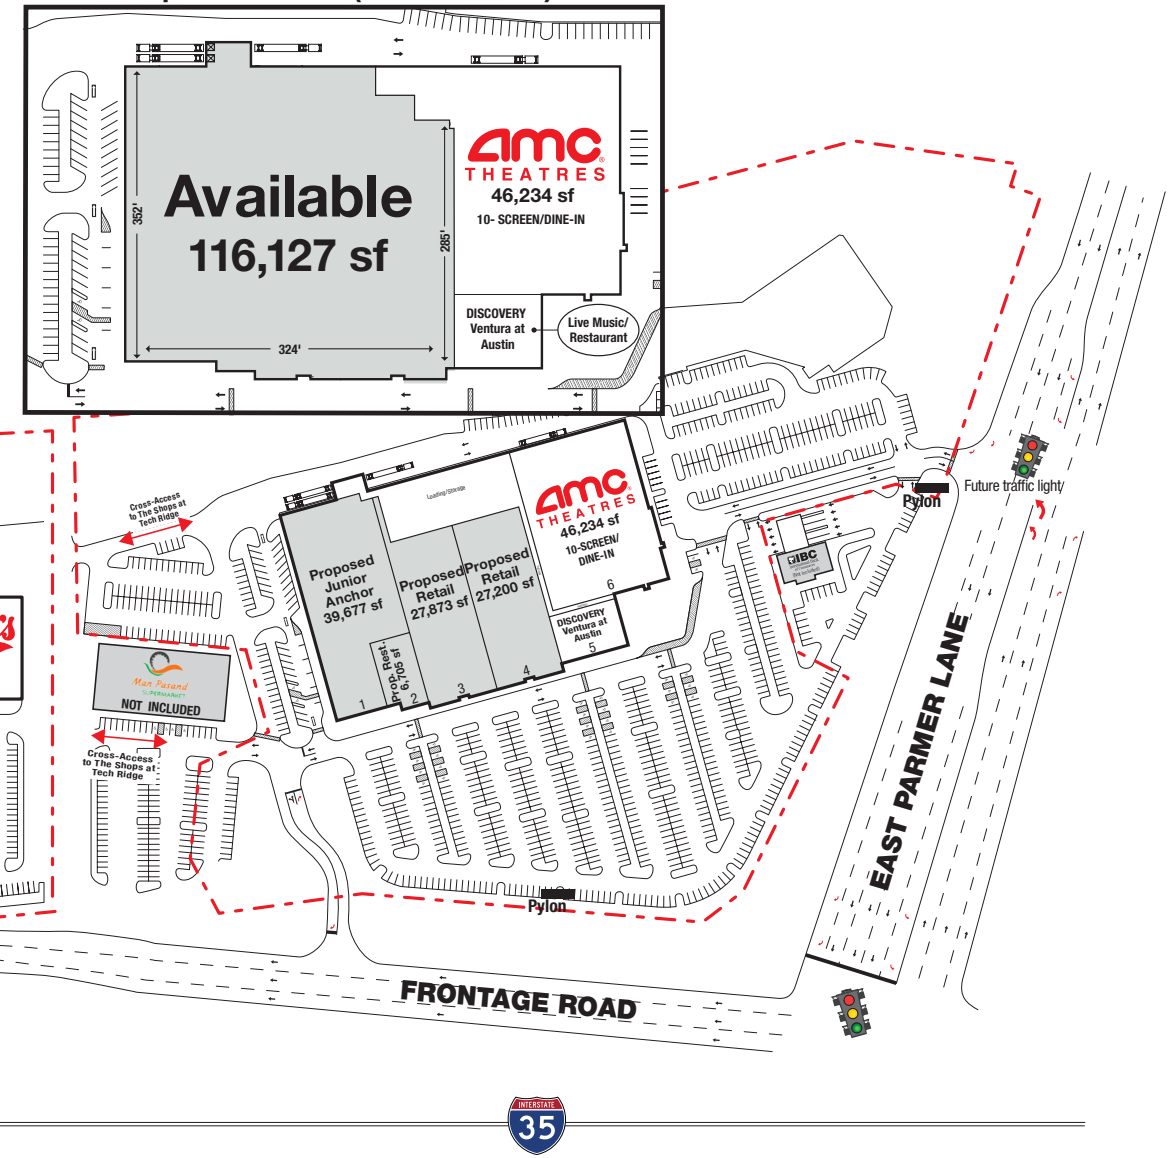 Available
116,127 sf
352'
285'
324'
amc
THEATRES
46,234 sf
10- SCREEN/DINE-IN
DISCOVERY
Ventura at
Austin
Live Music/
Restaurant
Cross-Access
to The Shops at
Tech Ridge
Loading/Storage
amc
THEATRES
46,234 sf
10-SCREEN/
DINE-IN
6
Proposed
Junior
Anchor
39,677 sf
1
Prop. Rest.
6,705 sf
2
Proposed
Retail
27,873 sf
3
Proposed
Retail
27,200 sf
4
DISCOVERY
Ventura at
Austin
5
Man Pasand
SUPERMARKET
NOT INCLUDED
Cross-Access
to The Shops at
Tech Ridge
IBC
Pylon
Future traffic light
Pylon
EAST PARMER LANE
FRONTAGE ROAD
INTERSTATE
35